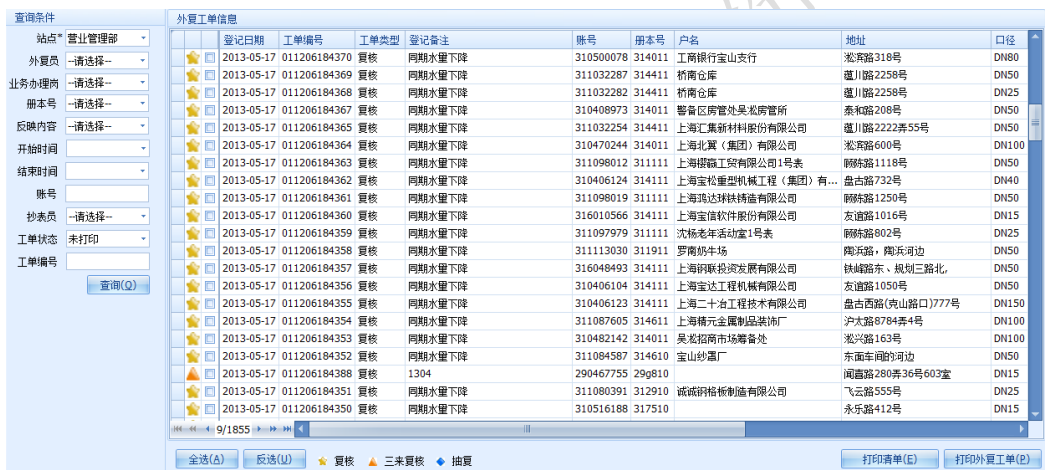 查询条件
站点* 营业管理部
外复员 --请选择--
业务办理岗 --请选择--
册本号 --请选择--
反映内容 --请选择--
开始时间
结束时间
账号
抄表员 --请选择--
工单状态 未打印
工单编号
查询(Q)
外复工单信息
登记日期 工单编号 工单类型 登记备注 账号 册本号 户名 地址 口径
2013-05-17 011206184370 复核 同期水量下降 310500078 314011 工商银行宝山支行 淞宾路318号 DN80
2013-05-17 011206184369 复核 同期水量下降 311032287 314411 桥南仓库 蕴川路2258号 DN50
2013-05-17 011206184368 复核 同期水量下降 311032282 314411 桥南仓库 蕴川路2258号 DN25
2013-05-17 011206184367 复核 同期水量下降 310408973 314011 警备区房管处吴淞房管所 泰和路208号 DN50
2013-05-17 011206184365 复核 同期水量下降 311032254 314411 上海汇集新材料股份有限公司 蕴川路2222弄55号 DN50
2013-05-17 011206184364 复核 同期水量下降 310470244 314011 上海北翼（集团）有限公司 淞宾路600号 DN100
2013-05-17 011206184363 复核 同期水量下降 311098012 311111 上海樱巍工贸有限公司1号表 顾陈路1118号 DN50
2013-05-17 011206184362 复核 同期水量下降 310406124 314111 上海宝松重型机械工程（集团）有... 盘古路732号 DN40
2013-05-17 011206184361 复核 同期水量下降 311098019 311111 上海鸿达球铁铸造有限公司 顾陈路1250号 DN50
2013-05-17 011206184360 复核 同期水量下降 316010566 314111 上海宝信软件股份有限公司 友谊路1016号 DN15
2013-05-17 011206184359 复核 同期水量下降 311097979 311111 沈杨老年活动室1号表 顾陈路802号 DN25
2013-05-17 011206184358 复核 同期水量下降 311113030 311911 罗南奶牛场 陶浜路，陶浜河边 DN50
2013-05-17 011206184357 复核 同期水量下降 316048493 314111 上海钢联投资发展有限公司 铁峰路东、规划三路北, DN50
2013-05-17 011206184356 复核 同期水量下降 310406104 314111 上海宝达工程机械有限公司 友谊路1050号 DN50
2013-05-17 011206184355 复核 同期水量下降 310406123 314111 上海二十冶工程技术有限公司 盘古西路(克山路口)777号 DN150
2013-05-17 011206184354 复核 同期水量下降 311087605 314611 上海精元金属制品装饰厂 沪太路8784弄4号 DN100
2013-05-17 011206184353 复核 同期水量下降 310482142 314011 吴淞招商市场筹备处 淞兴路163号 DN100
2013-05-17 011206184352 复核 同期水量下降 311084587 314610 宝山纱罩厂 东面车间的河边 DN50
2013-05-17 011206184388 复核 1304 290467755 29g810 闻喜路280弄36号603室 DN15
2013-05-17 011206184351 复核 同期水量下降 311080391 312910 诚诚钢格板制造有限公司 飞云路555号 DN25
2013-05-17 011206184350 复核 同期水量下降 310516188 317510 永乐路412号 DN15
9/1855
全选(A) 反选(U) 复核 三来复核 抽复 打印清单(E) 打印外复工单(P)